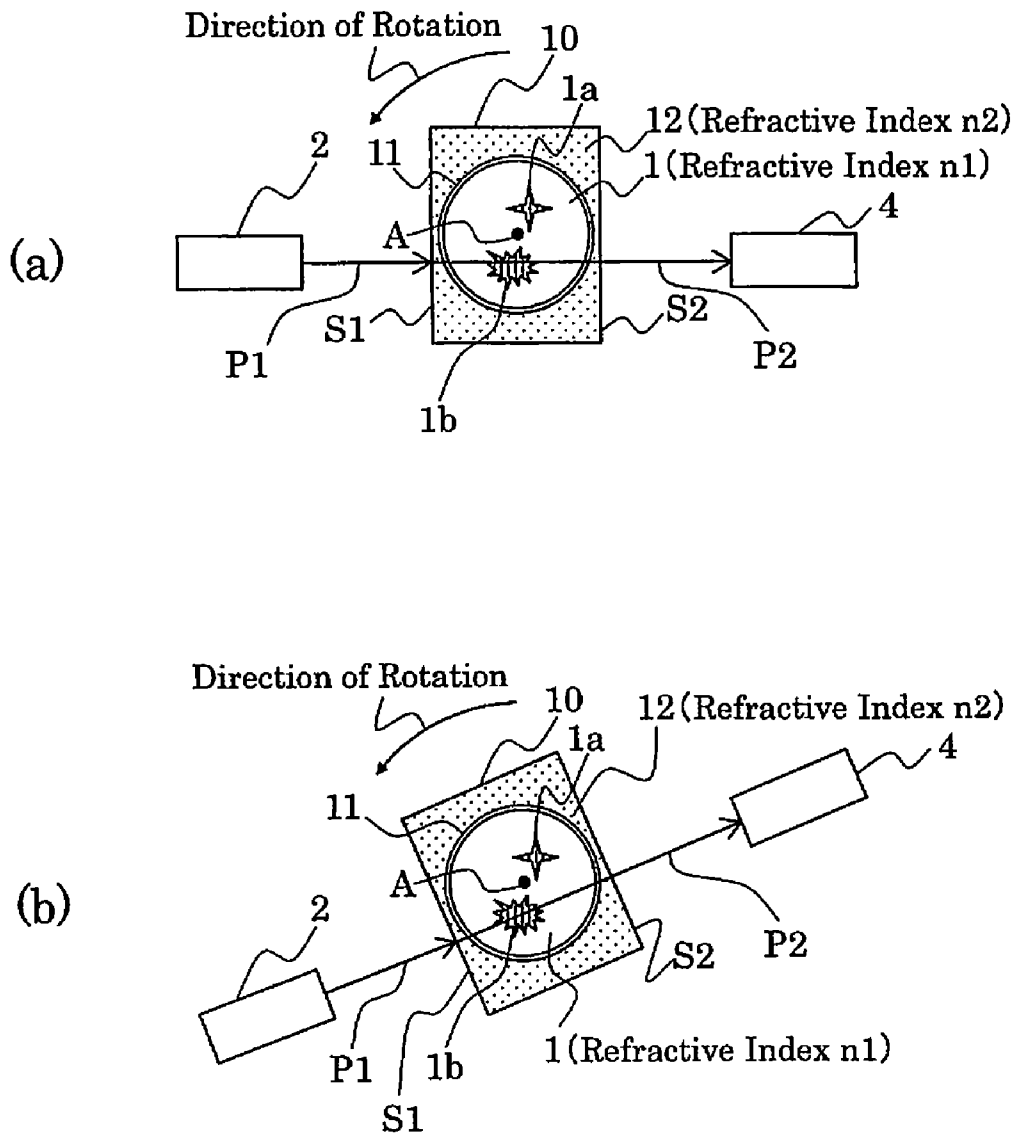 Direction of Rotation
10
1a
12(Refractive Index n2)
2
11
1(Refractive Index n1)
4
A
(a)
S1
S2
P1
P2
1b
Direction of Rotation
10
12(Refractive Index n2)
1a
4
11
A
(b)
2
P2
S2
P1
1b
1(Refractive Index n1)
S1